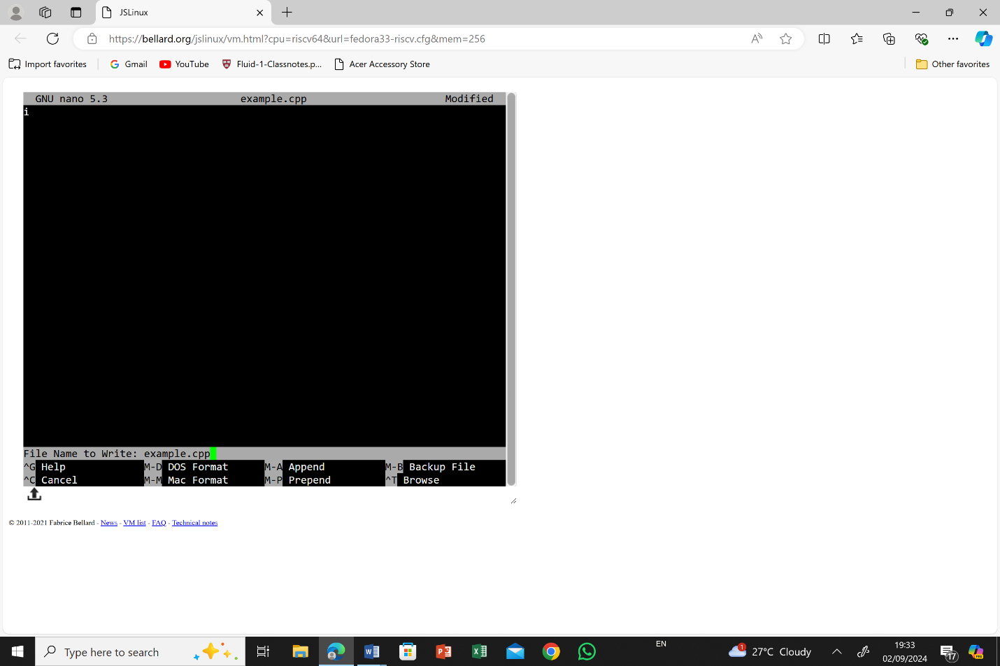 JSLinux
https://bellard.org/jslinux/vm.html?cpu=riscv64&url=fedora33-riscv.cfg&mem=256
Import favorites Gmail YouTube Fluid-1-Classnotes.p... Acer Accessory Store Other favorites
GNU nano 5.3 example.cpp Modified
i
File Name to Write: example.cpp
^G Help M-D DOS Format M-A Append M-B Backup File
^C Cancel M-M Mac Format M-P Prepend ^T Browse
© 2011-2021 Fabrice Bellard - News - VM list - FAQ - Technical notes
Type here to search EN 1 27°C Cloudy 19:33
02/09/2024 17